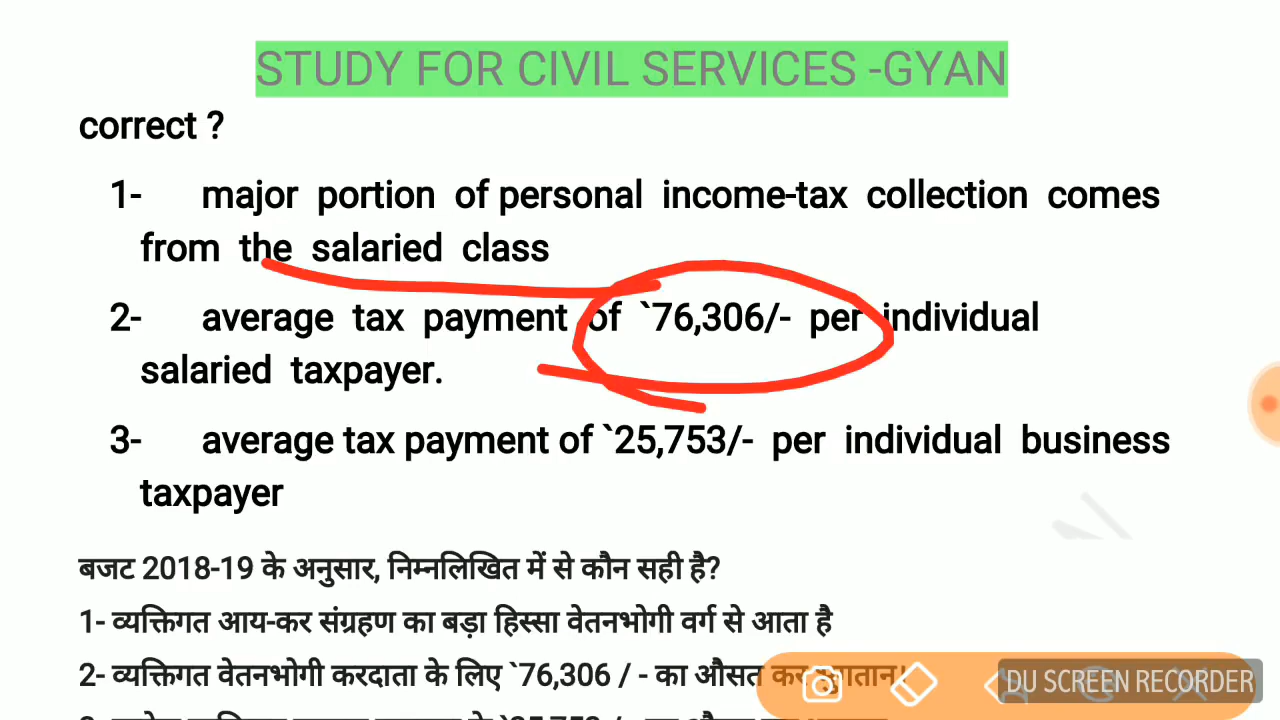 STUDY FOR CIVIL SERVICES -GYAN
correct ?
1- major portion of personal income-tax collection comes
from the salaried class
2- average tax payment of `76,306/- per individual
salaried taxpayer.
3- average tax payment of `25,753/- per individual business
taxpayer
बजट 2018-19 के अनुसार, निम्नलिखित में से कौन सही है?
1- व्यक्तिगत आय-कर संग्रहण का बड़ा हिस्सा वेतनभोगी वर्ग से आता है
2- व्यक्तिगत वेतनभोगी करदाता के लिए `76,306 / - का औसत कर भुगतान।
DU SCREEN RECORDER